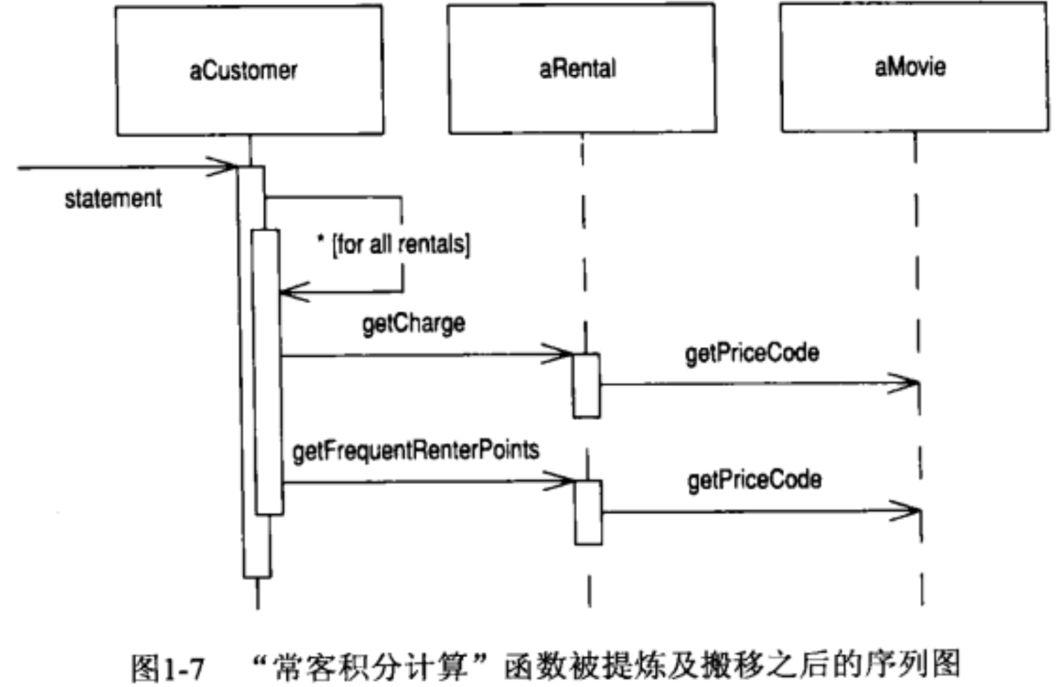 aCustomer
aRental
aMovie
statement
* [for all rentals]
getCharge
getPriceCode
getFrequentRenterPoints
getPriceCode
图1-7 “常客积分计算”函数被提炼及搬移之后的序列图